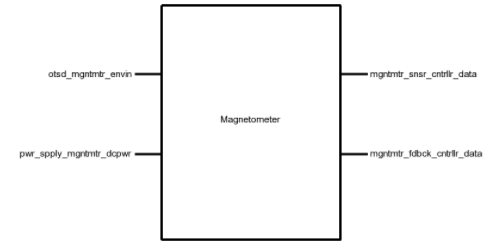 otsd_mgntmtr_envin
mgntmtr_snsr_cntrllr_data
Magnetometer
pwr_spply_mgntmtr_dcpwr
mgntmtr_fdbck_cntrllr_data